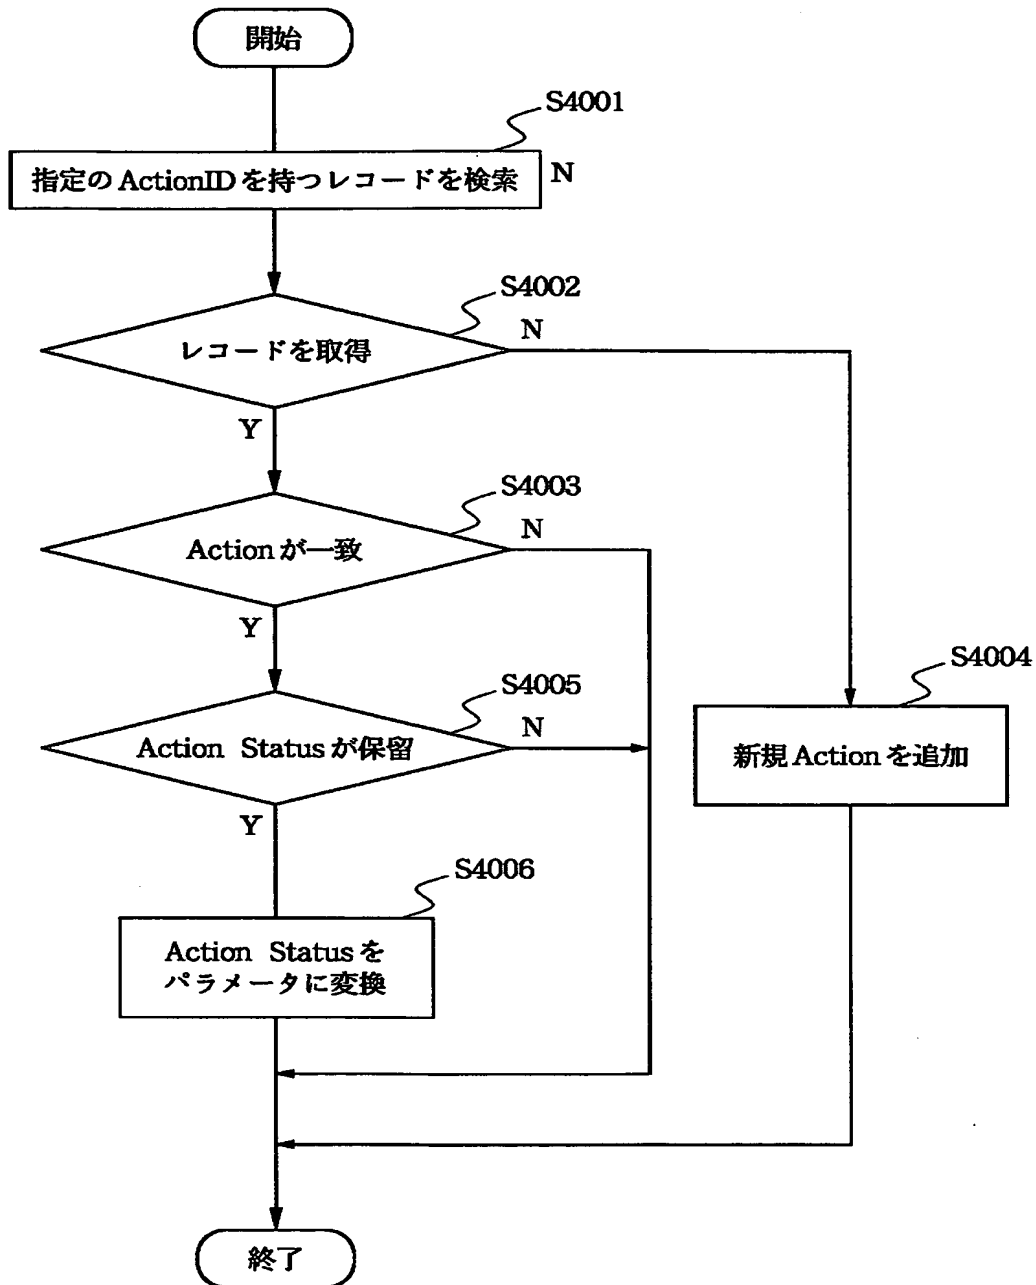 開始
S4001
指定のActionIDを持つレコードを検索
N
S4002
レコードを取得
N
Y
S4003
Actionが一致
N
Y
S4004
新規Actionを追加
S4005
Action Statusが保留
N
Y
S4006
Action Statusを
パラメータに変換
終了